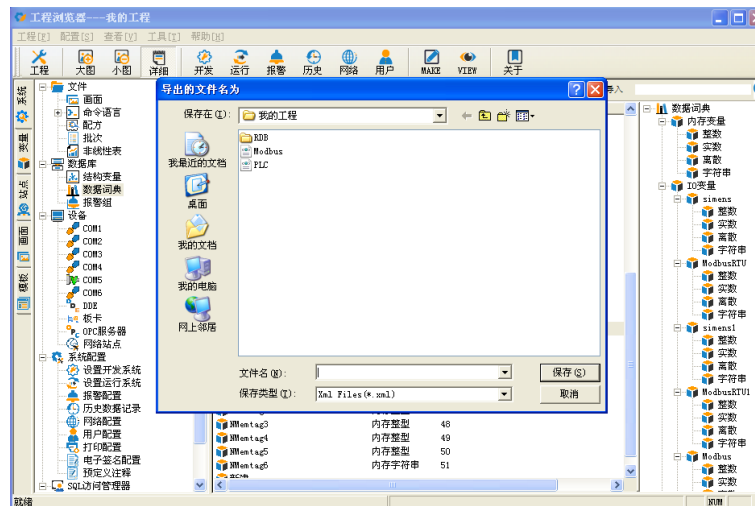 工程浏览器---我的工程
工程[F] 配置[S] 查看[V] 工具[T] 帮助[H]
工程 大图 小图 详细 开发 运行 报警 历史 网络 用户 MAKE VIEW 关于
系统
变量
站点
画面
模板
文件
画面
命令语言
配方
批次
非线性表
数据库
结构变量
数据词典
报警组
设备
COM1
COM2
COM3
COM4
COM5
COM6
DDE
板卡
OPC服务器
网络站点
系统配置
设置开发系统
设置运行系统
报警配置
历史数据记录
网络配置
用户配置
打印配置
电子签名配置
预定义注释
SQL访问管理器
导出的文件名为
保存在(I): 我的工程
我最近的文档
桌面
我的文档
我的电脑
网上邻居
RDB
Modbus
PLC
文件名(N): 保存(S)
保存类型(T): Xml Files(*.xml) 取消
NMemtag3 内存整型 48
NMemtag4 内存整型 49
NMemtag5 内存整型 50
NMemtag6 内存字符串 51
导入
数据词典
内存变量
整数
实数
离散
字符串
IO变量
simens
整数
实数
离散
字符串
ModbusRTU
整数
实数
离散
字符串
simens1
整数
实数
离散
字符串
ModbusRTU1
整数
实数
离散
字符串
Modbus
整数
实数
就绪
NUM